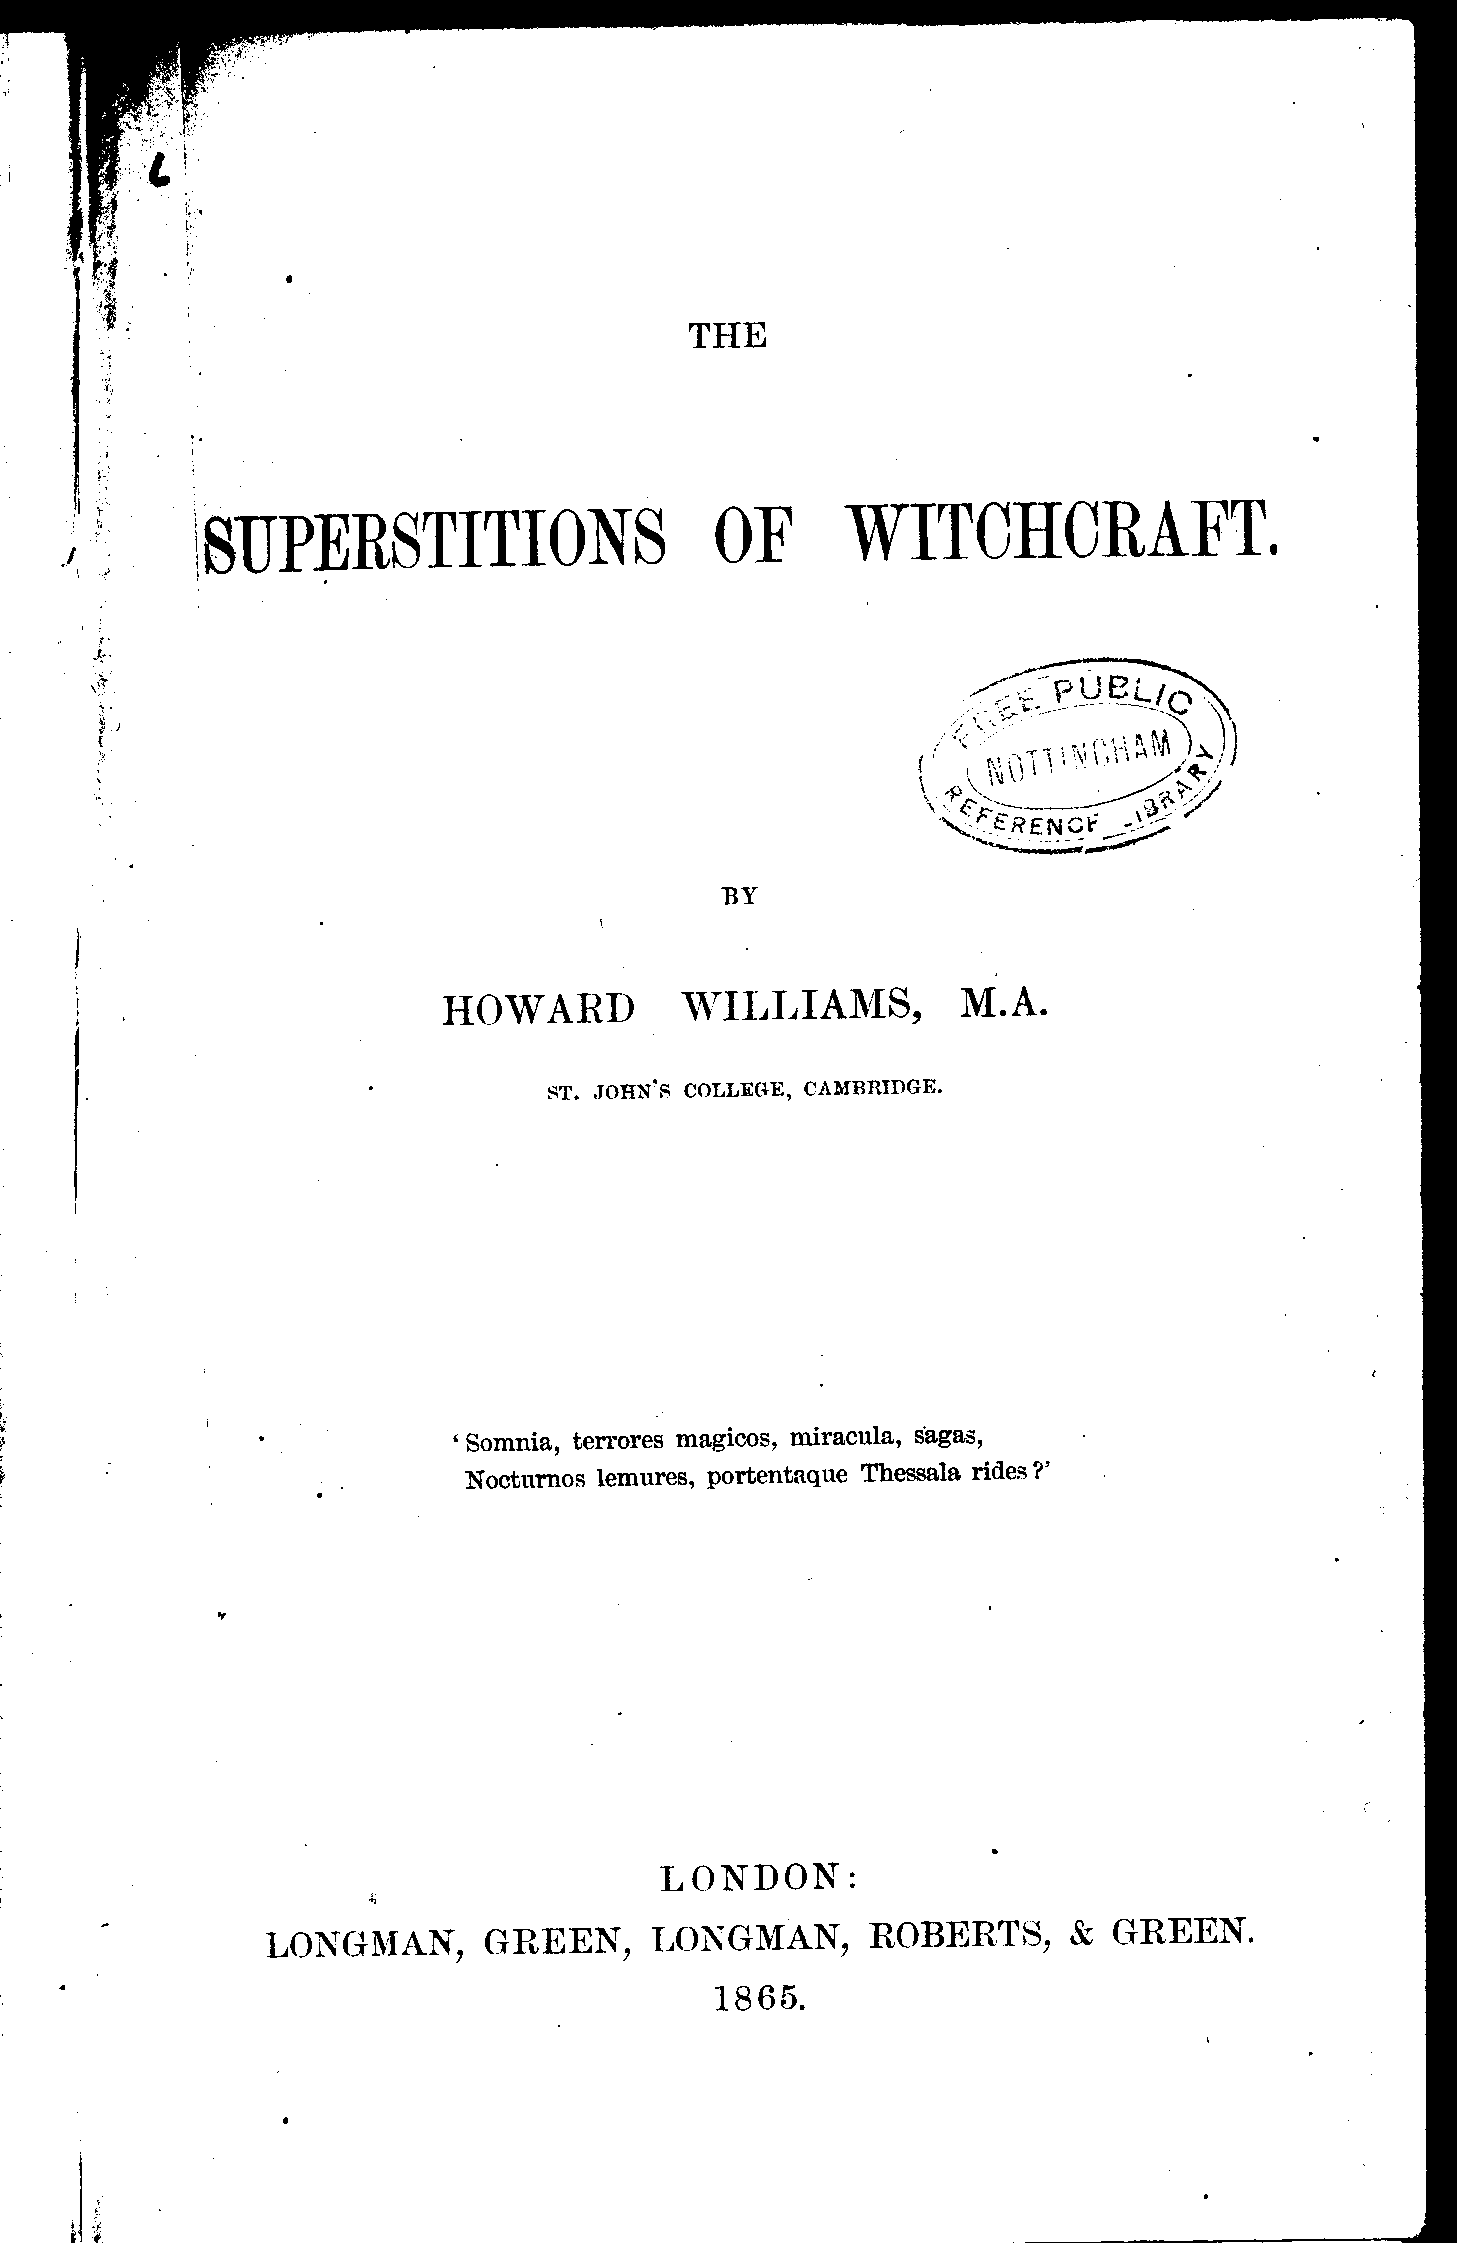 THE
SUPERSTITIONS OF WITCHCRAFT.
FREE PUBLIC
NOTTINGHAM
REFERENCE LIBRARY
BY
HOWARD WILLIAMS, M.A.
ST. JOHN'S COLLEGE, CAMBRIDGE.
‘Somnia, terrores magicos, miracula, sagas,
Nocturnos lemures, portentaque Thessala rides?’
LONDON:
LONGMAN, GREEN, LONGMAN, ROBERTS, & GREEN.
1865.